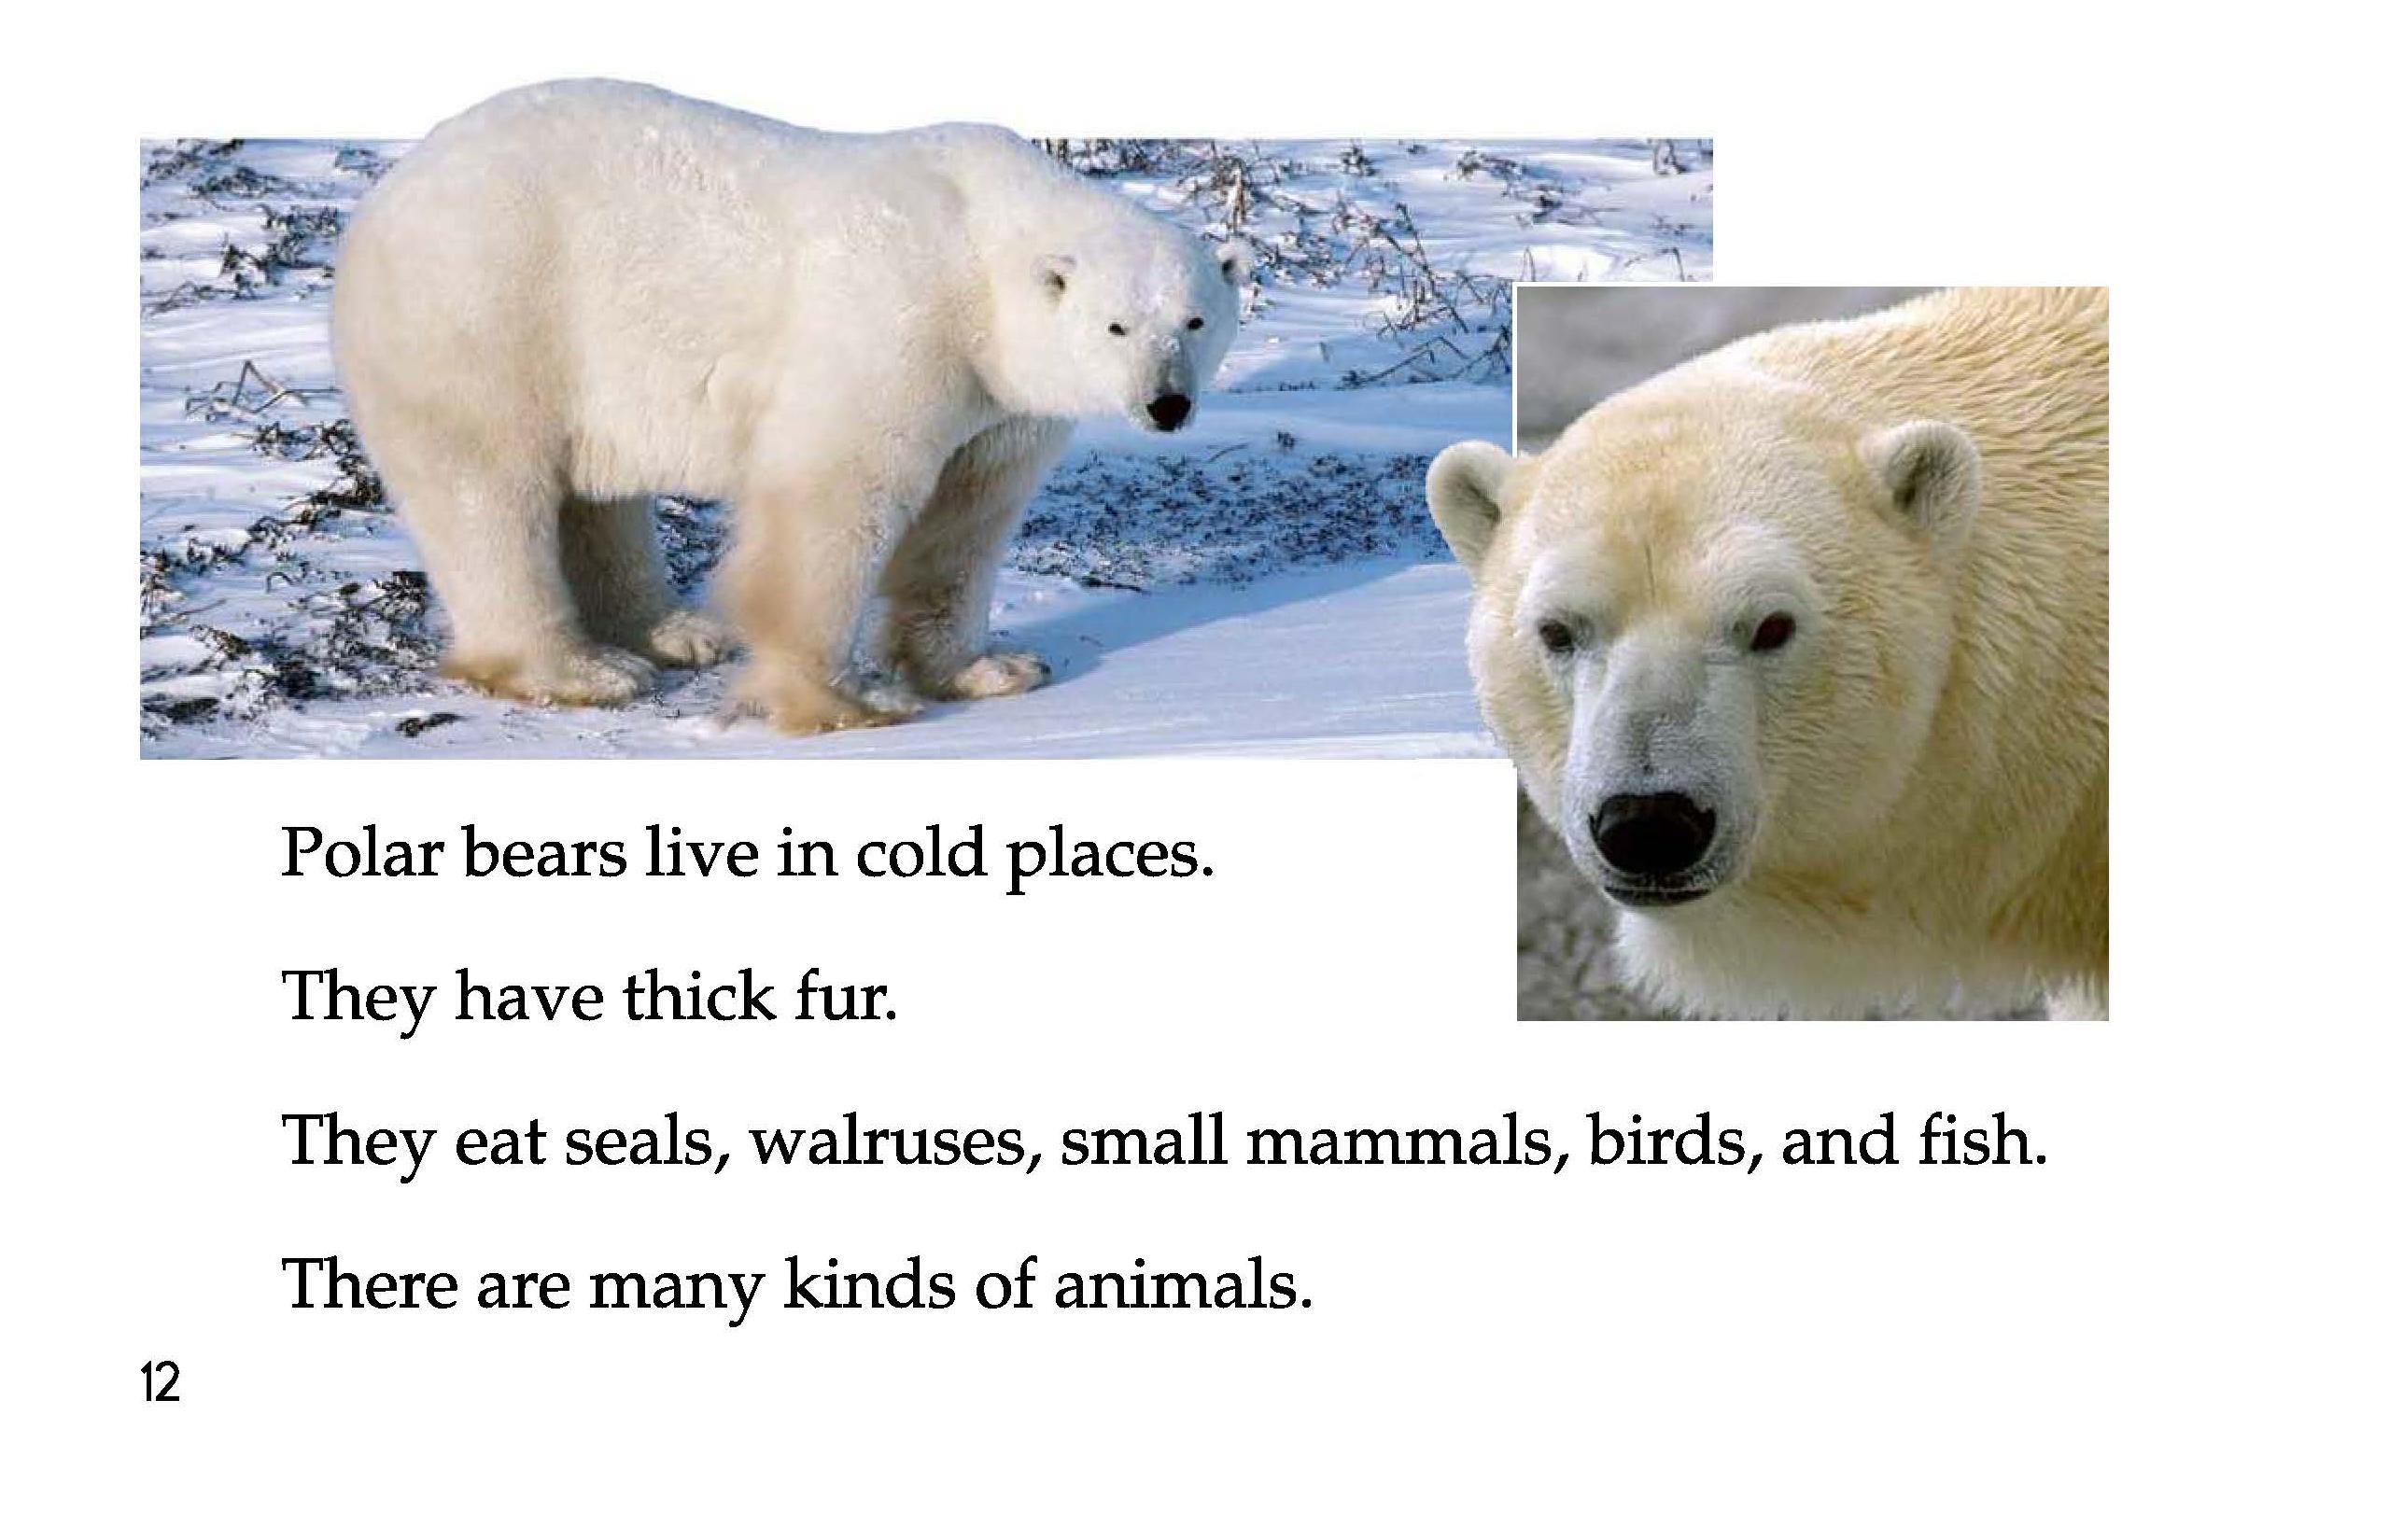 Polar bears live in cold places.
They have thick fur.
They eat seals, walruses, small mammals, birds, and fish.
There are many kinds of animals.
12